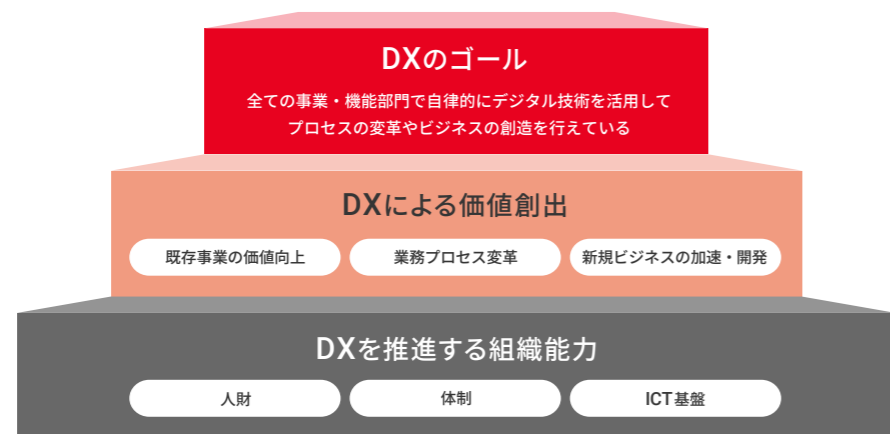 DXのゴール
全ての事業・機能部門で自律的にデジタル技術を活用して
プロセスの変革やビジネスの創造を行えている
DXによる価値創出
既存事業の価値向上
業務プロセス変革
新規ビジネスの加速・開発
DXを推進する組織能力
人財
体制
ICT基盤